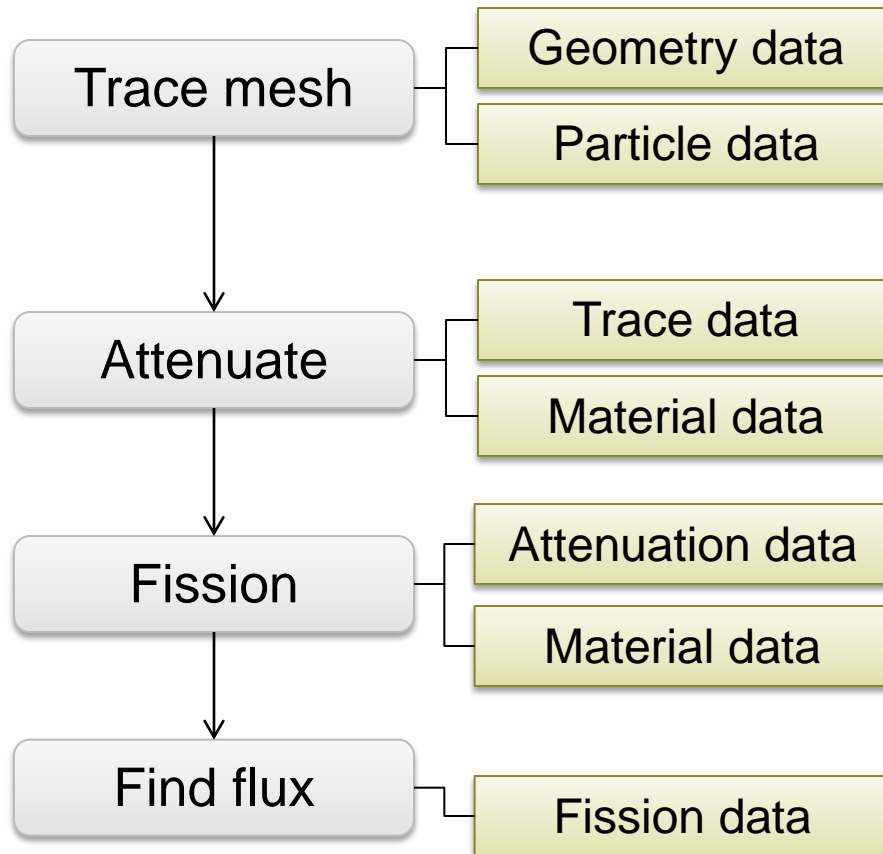 Trace mesh
Geometry data
Particle data
Attenuate
Trace data
Material data
Fission
Attenuation data
Material data
Find flux
Fission data